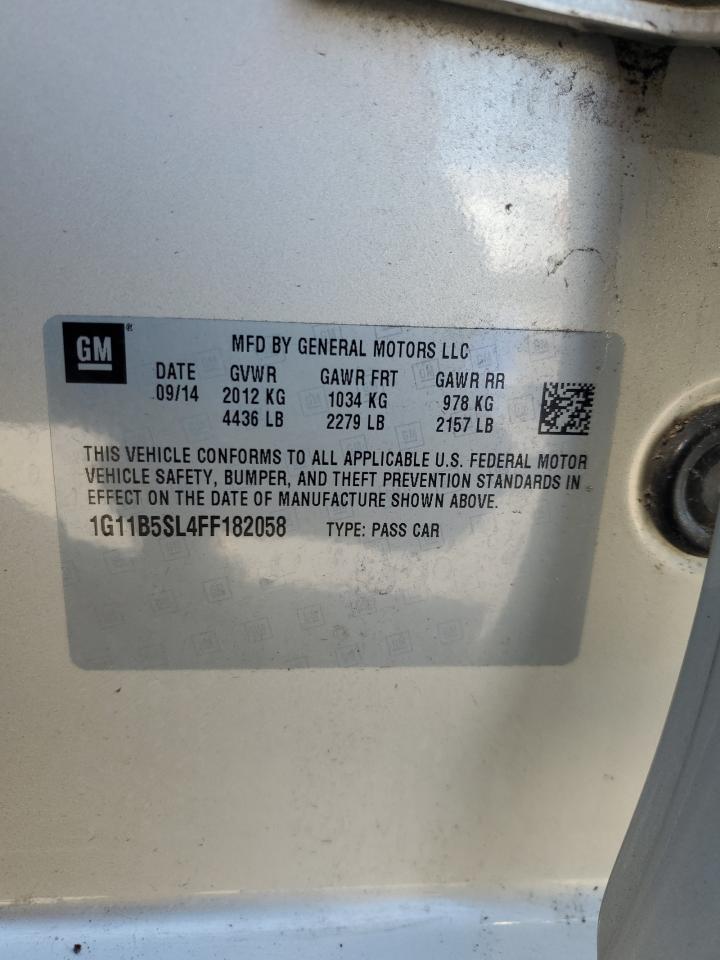 GM ®
MFD BY GENERAL MOTORS LLC
DATE GVWR GAWR FRT GAWR RR
09/14 2012 KG 1034 KG 978 KG
4436 LB 2279 LB 2157 LB
THIS VEHICLE CONFORMS TO ALL APPLICABLE U.S. FEDERAL MOTOR
VEHICLE SAFETY, BUMPER, AND THEFT PREVENTION STANDARDS IN
EFFECT ON THE DATE OF MANUFACTURE SHOWN ABOVE.
1G11B5SL4FF182058 TYPE: PASS CAR